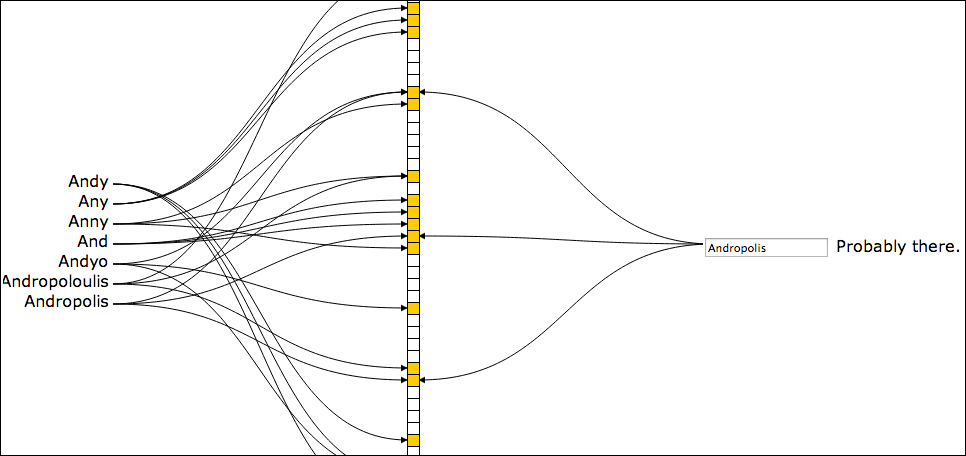 Andy
Any
Anny
And
Andyo
Andropoloulis
Andropolis
Andropolis
Probably there.